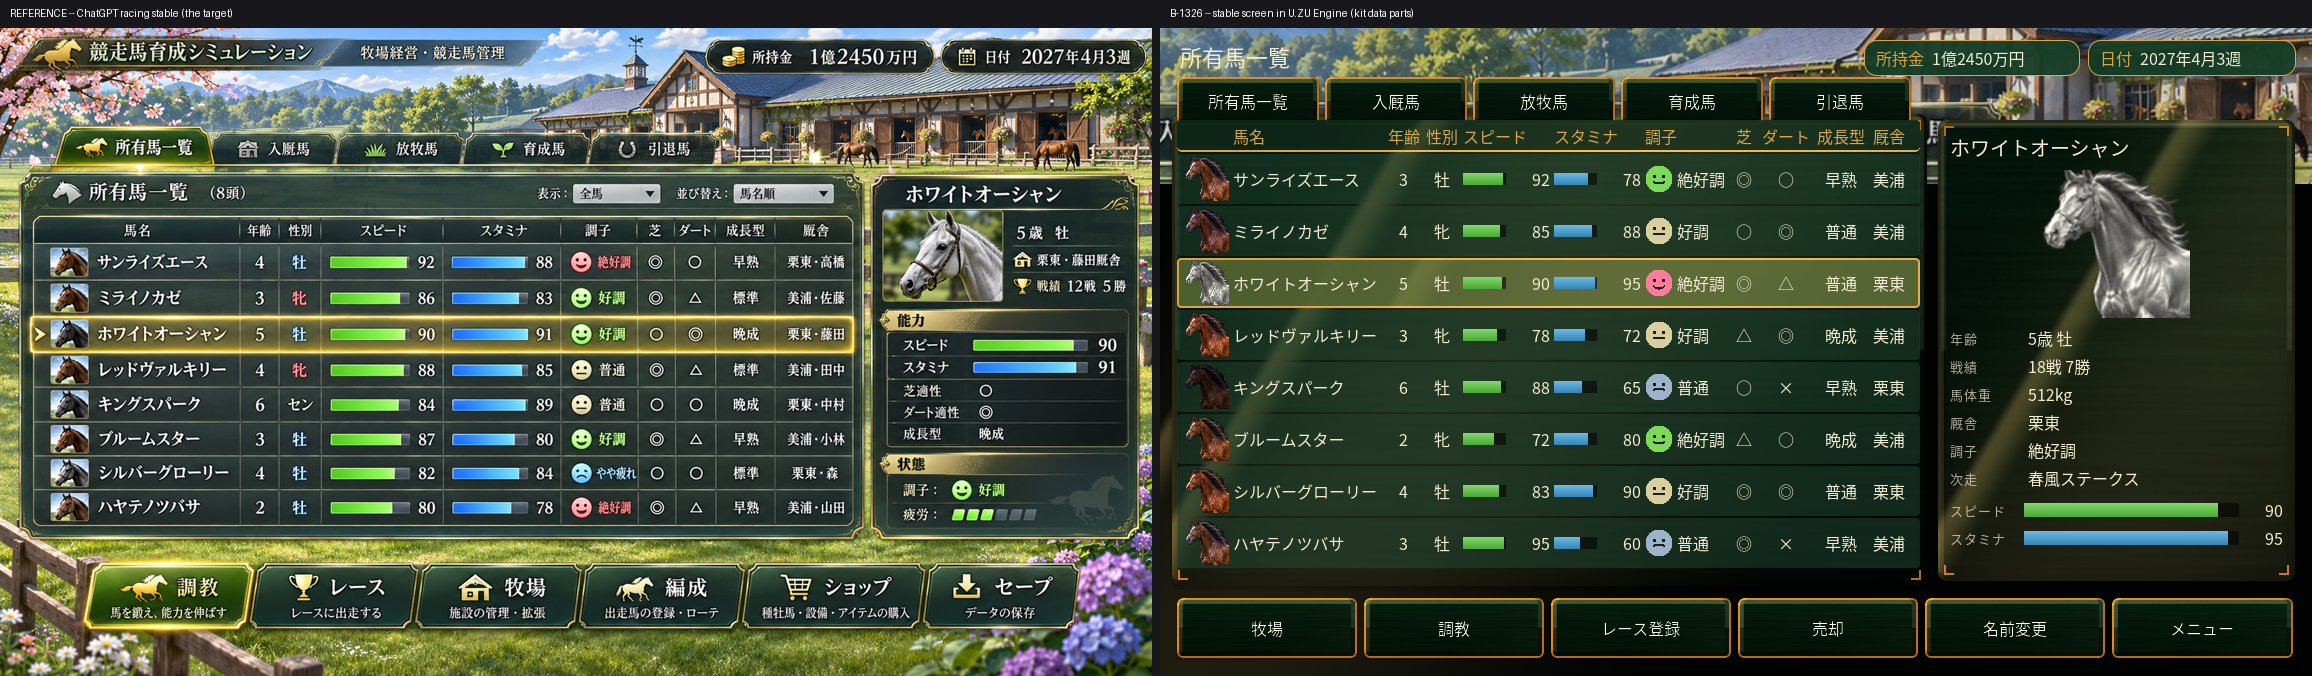 REFERENCE -- ChatGPT racing stable (the target)
競走馬育成シミュレーション
牧場経営・競走馬管理
所持金 1億2450万円
日付 2027年4月3週
所有馬一覧
入厩馬
放牧馬
育成馬
引退馬
所有馬一覧 (8頭)
表示： 全馬
並び替え： 馬名順
馬名 年齢 性別 スピード スタミナ 調子 芝 ダート 成長型 厩舎
サンライズエース 4 牡 92 88 絶好調 ◎ ○ 早熟 栗東・高橋
ミライノカゼ 3 牝 86 83 好調 ◎ △ 標準 美浦・佐藤
ホワイトオーシャン 5 牡 90 91 好調 ○ ◎ 晩成 栗東・藤田
レッドヴァルキリー 4 牝 88 85 普通 ◎ △ 標準 美浦・田中
キングスパーク 6 セン 84 89 普通 ○ ○ 晩成 栗東・中村
ブルームスター 3 牡 87 80 好調 ◎ △ 早熟 美浦・小林
シルバーグローリー 4 牡 82 84 やや疲れ ○ ○ 標準 栗東・森
ハヤテノツバサ 2 牡 80 78 絶好調 ◎ △ 早熟 美浦・山田
ホワイトオーシャン
5歳 牡
栗東・藤田厩舎
戦績 12戦 5勝
能力
スピード 90
スタミナ 91
芝適性 ○
ダート適性 ◎
成長型 晩成
状態
調子： 好調
疲労：
調教
馬を鍛え、能力を伸ばす
レース
レースに出走する
牧場
施設の管理・拡張
編成
出走馬の登録・ローテ
ショップ
種牡馬・設備・アイテムの購入
セーブ
データの保存
B-1326 -- stable screen in U.ZU Engine (kit data parts)
所有馬一覧
所持金 1億2450万円
日付 2027年4月3週
所有馬一覧
入厩馬
放牧馬
育成馬
引退馬
馬名 年齢 性別 スピード スタミナ 調子 芝 ダート 成長型 厩舎
サンライズエース 3 牡 92 78 絶好調 ◎ ○ 早熟 美浦
ミライノカゼ 4 牝 85 88 好調 ○ ◎ 普通 美浦
ホワイトオーシャン 5 牡 90 95 絶好調 ◎ △ 普通 栗東
レッドヴァルキリー 3 牝 78 72 好調 △ ◎ 晩成 美浦
キングスパーク 6 牡 88 65 普通 ○ × 早熟 栗東
ブルームスター 2 牝 72 80 絶好調 △ ○ 晩成 美浦
シルバーグローリー 4 牡 83 90 好調 ◎ ◎ 普通 栗東
ハヤテノツバサ 3 牡 95 60 普通 ◎ × 早熟 美浦
ホワイトオーシャン
年齢 5歳 牡
戦績 18戦 7勝
馬体重 512kg
厩舎 栗東
調子 絶好調
次走 春風ステークス
スピード 90
スタミナ 95
牧場
調教
レース登録
売却
名前変更
メニュー